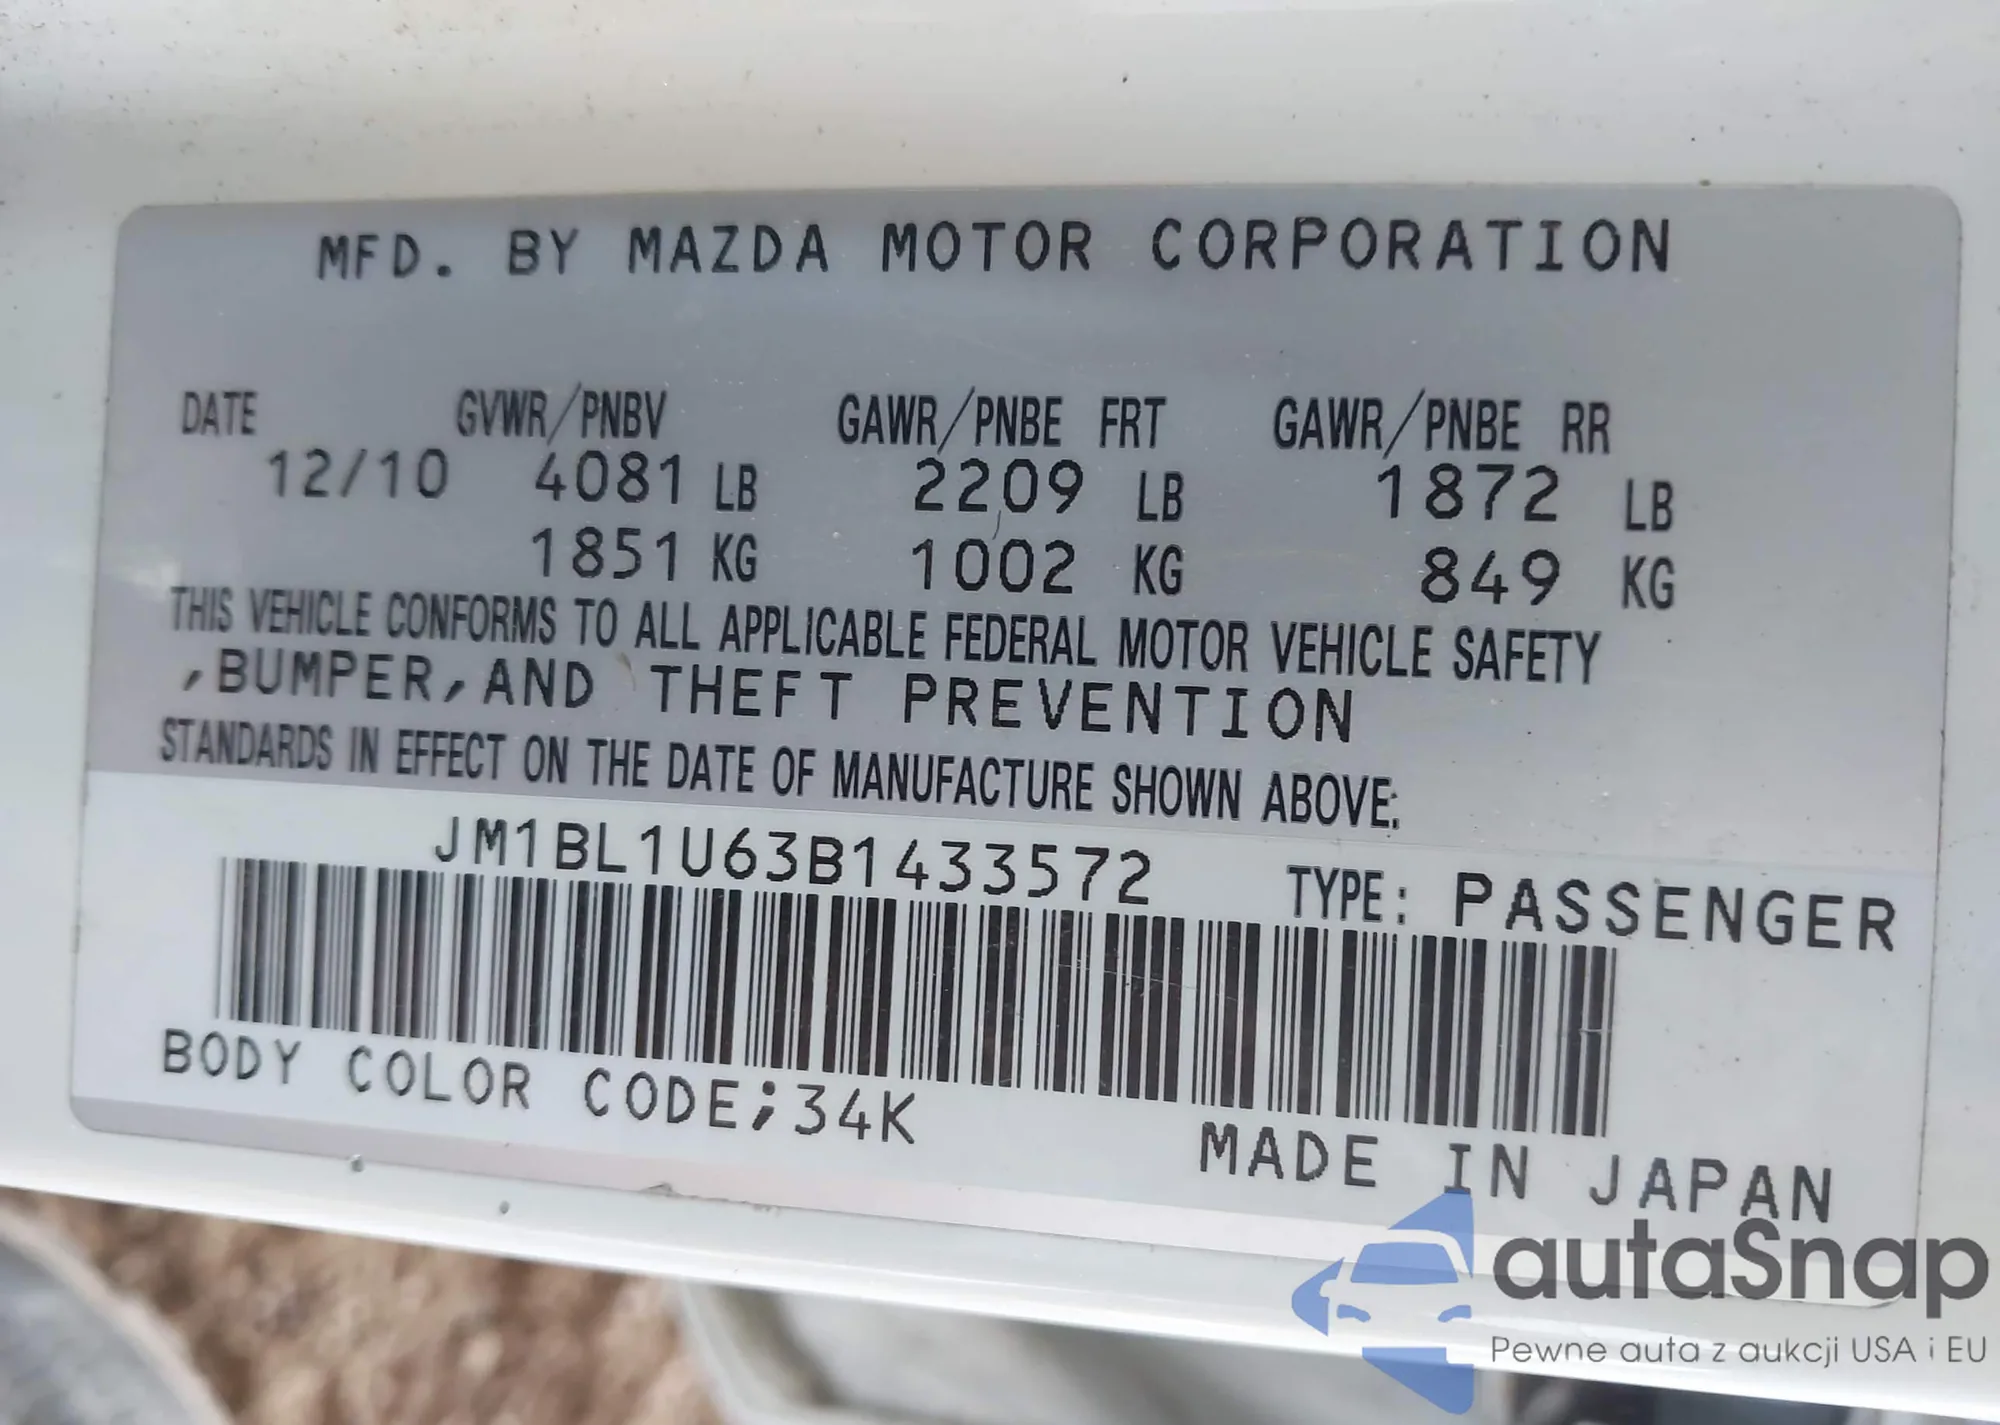 MFD. BY MAZDA MOTOR CORPORATION
DATE GVWR/PNBV GAWR/PNBE FRT GAWR/PNBE RR
12/10 4081 LB 2209 LB 1872 LB
1851 KG 1002 KG 849 KG
THIS VEHICLE CONFORMS TO ALL APPLICABLE FEDERAL MOTOR VEHICLE SAFETY
,BUMPER,AND THEFT PREVENTION
STANDARDS IN EFFECT ON THE DATE OF MANUFACTURE SHOWN ABOVE:
JM1BL1U63B1433572 TYPE: PASSENGER
BODY COLOR CODE;34K
MADE IN JAPAN
autaSnap
Pewne auta z aukcji USA i EU